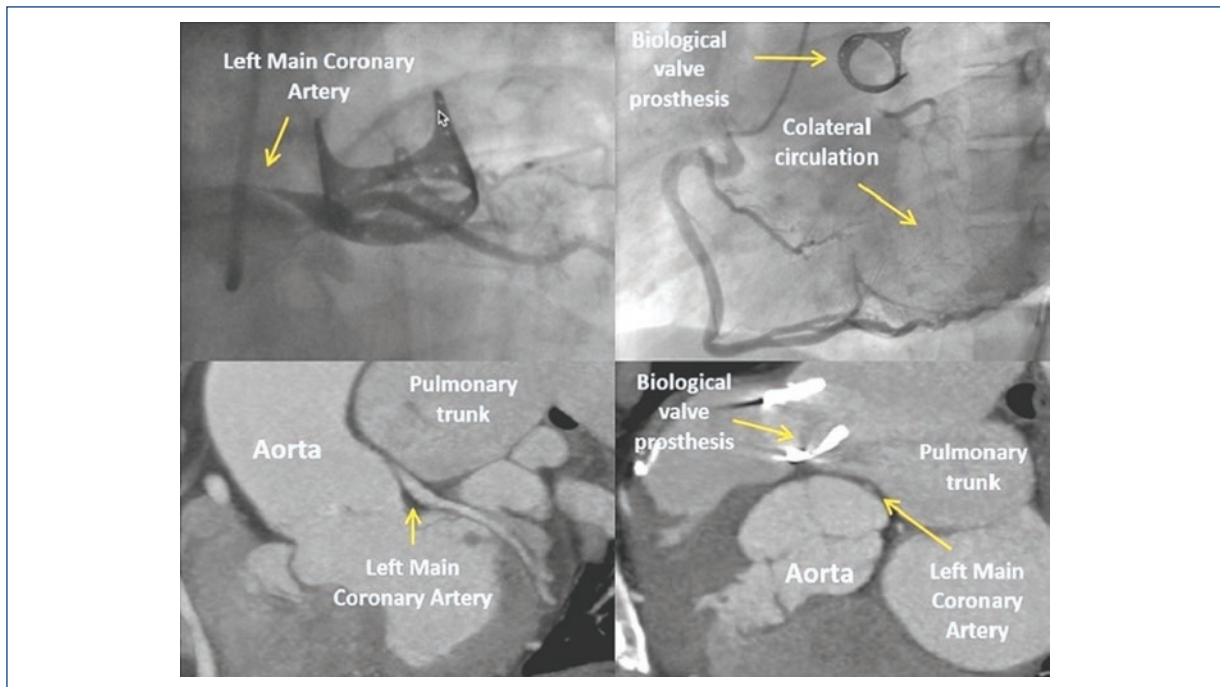 Left Main Coronary
Artery
Biological
valve
prosthesis
Colateral
circulation
Pulmonary
trunk
Aorta
Left Main
Coronary Artery
Biological
valve
prosthesis
Pulmonary
trunk
Aorta
Left Main
Coronary
Artery